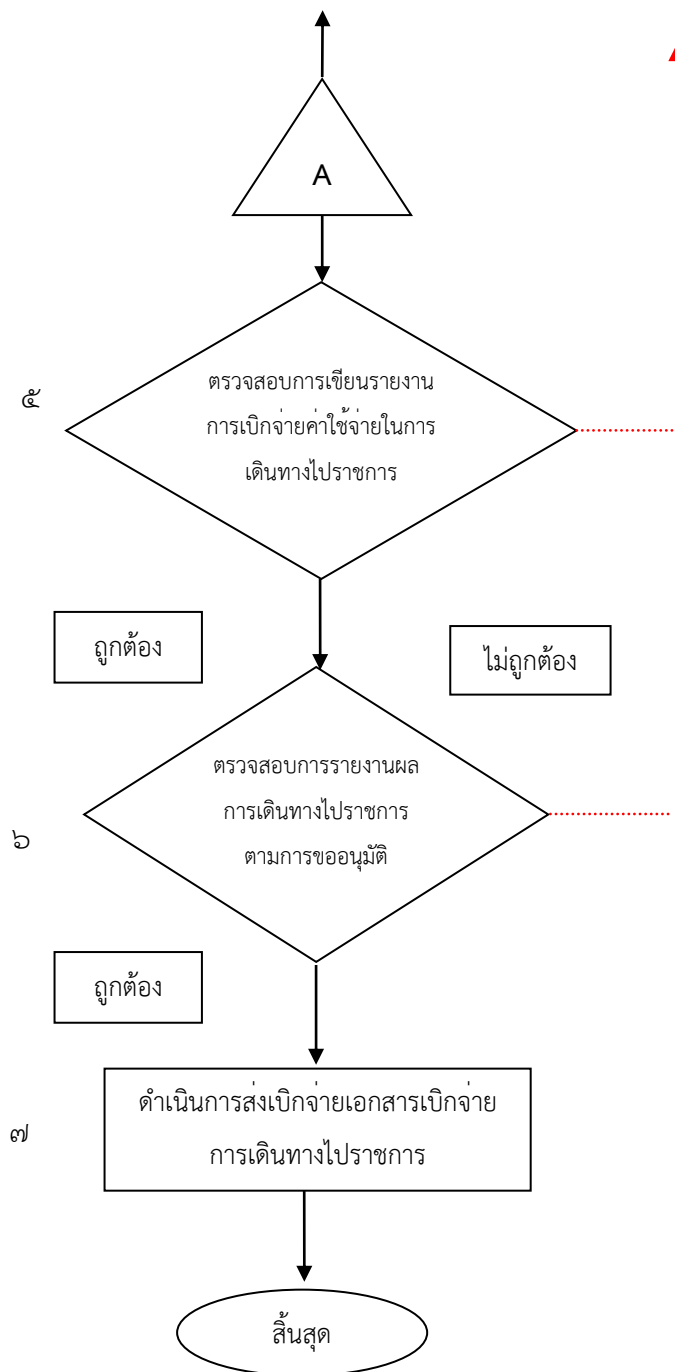 A
๕
ตรวจสอบการเขียนรายงาน
การเบิกจ่ายค่าใช้จ่ายในการ
เดินทางไปราชการ
ถูกต้อง
ไม่ถูกต้อง
ตรวจสอบการรายงานผล
การเดินทางไปราชการ
ตามการขออนุมัติ
๖
ถูกต้อง
ดำเนินการส่งเบิกจ่ายเอกสารเบิกจ่าย
การเดินทางไปราชการ
๗
สิ้นสุด